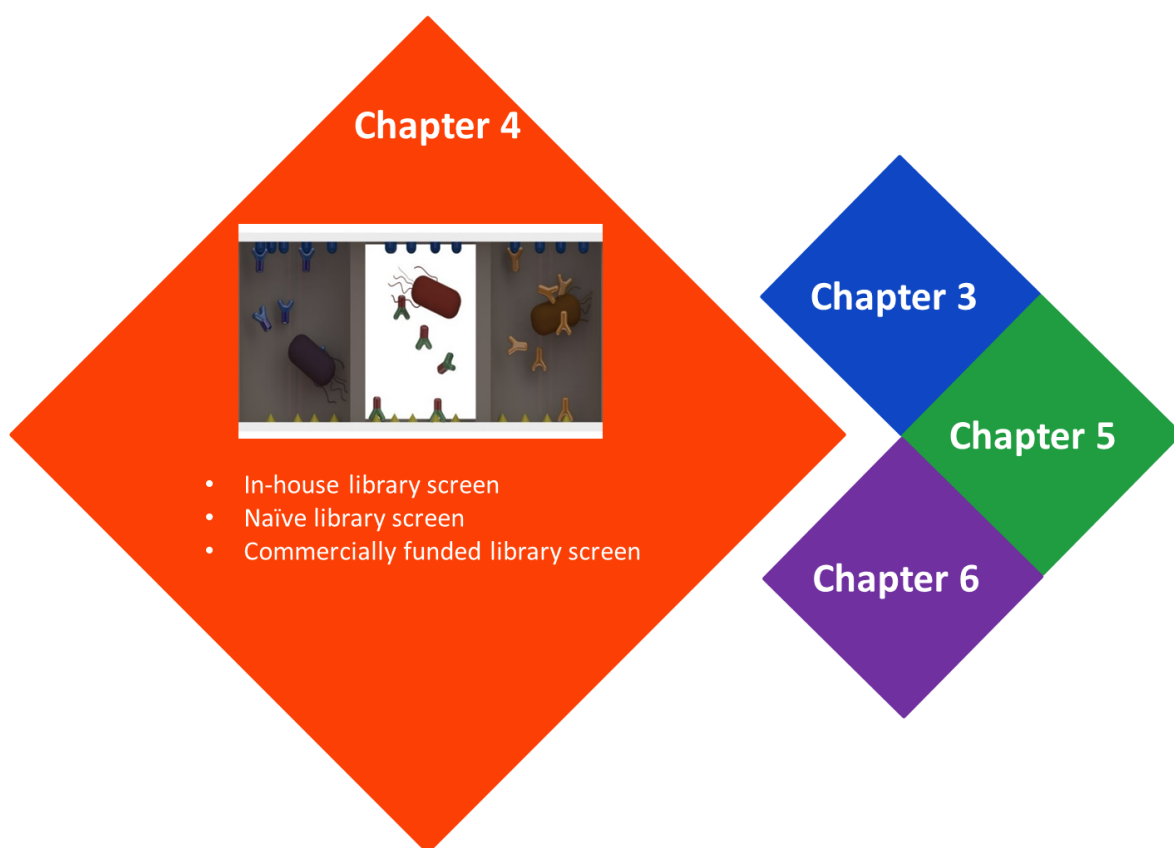 Chapter 4
• In-house library screen
• Naïve library screen
• Commercially funded library screen
Chapter 3
Chapter 5
Chapter 6